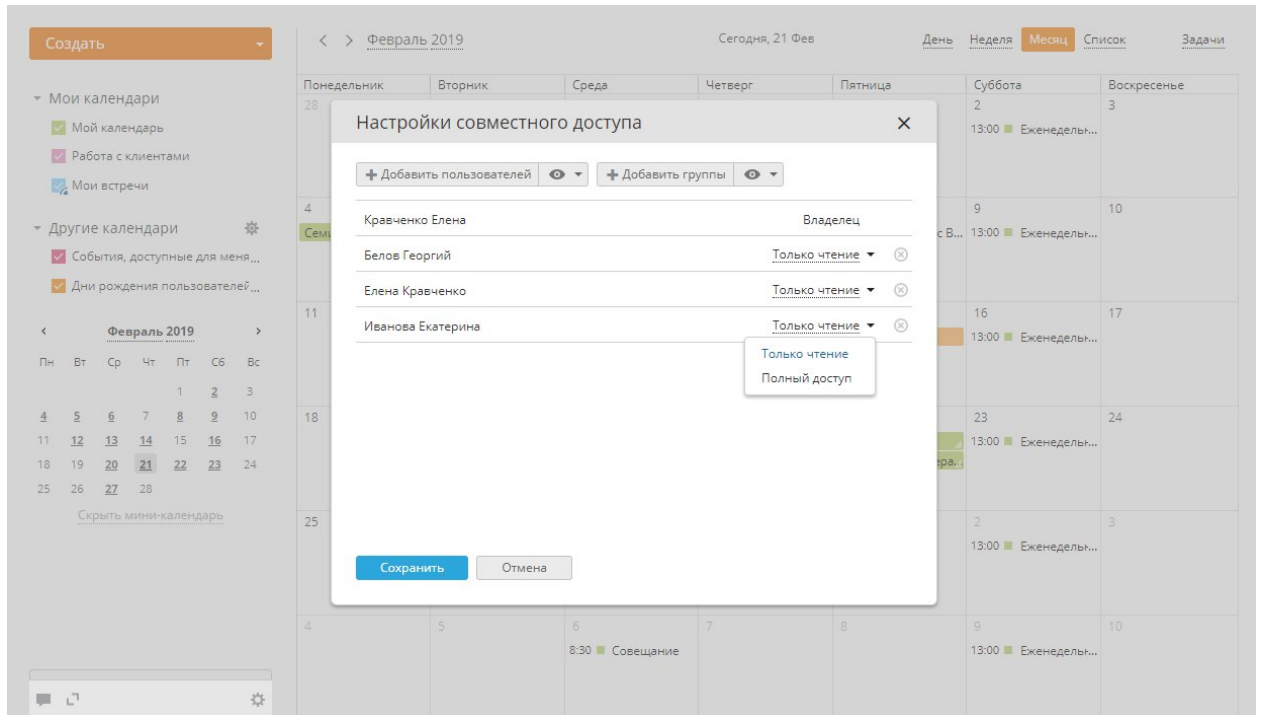 Создать
Февраль 2019
Сегодня, 21 Фев
День Неделя Месяц Список Задачи
Мои календари
Мой календарь
Работа с клиентами
Мои встречи
Другие календари
События, доступные для меня...
Дни рождения пользователей...
Февраль 2019
Пн Вт Ср Чт Пт Сб Вс
1 2 3
4 5 6 7 8 9 10
11 12 13 14 15 16 17
18 19 20 21 22 23 24
25 26 27 28
Скрыть мини-календарь
Понедельник Вторник Среда Четверг Пятница Суббота Воскресенье
28 2 3
13:00 Еженедельн...
4 9 10
Семи с В... 13:00 Еженедельн...
11 16 17
13:00 Еженедельн...
18 23 24
13:00 Еженедельн...
ера...
25 2 3
13:00 Еженедельн...
4 5 6 7 8 9 10
8:30 Совещание 13:00 Еженедельн...
Настройки совместного доступа
Добавить пользователей Добавить группы
Кравченко Елена Владелец
Белов Георгий Только чтение
Елена Кравченко Только чтение
Иванова Екатерина Только чтение
Только чтение
Полный доступ
Сохранить Отмена